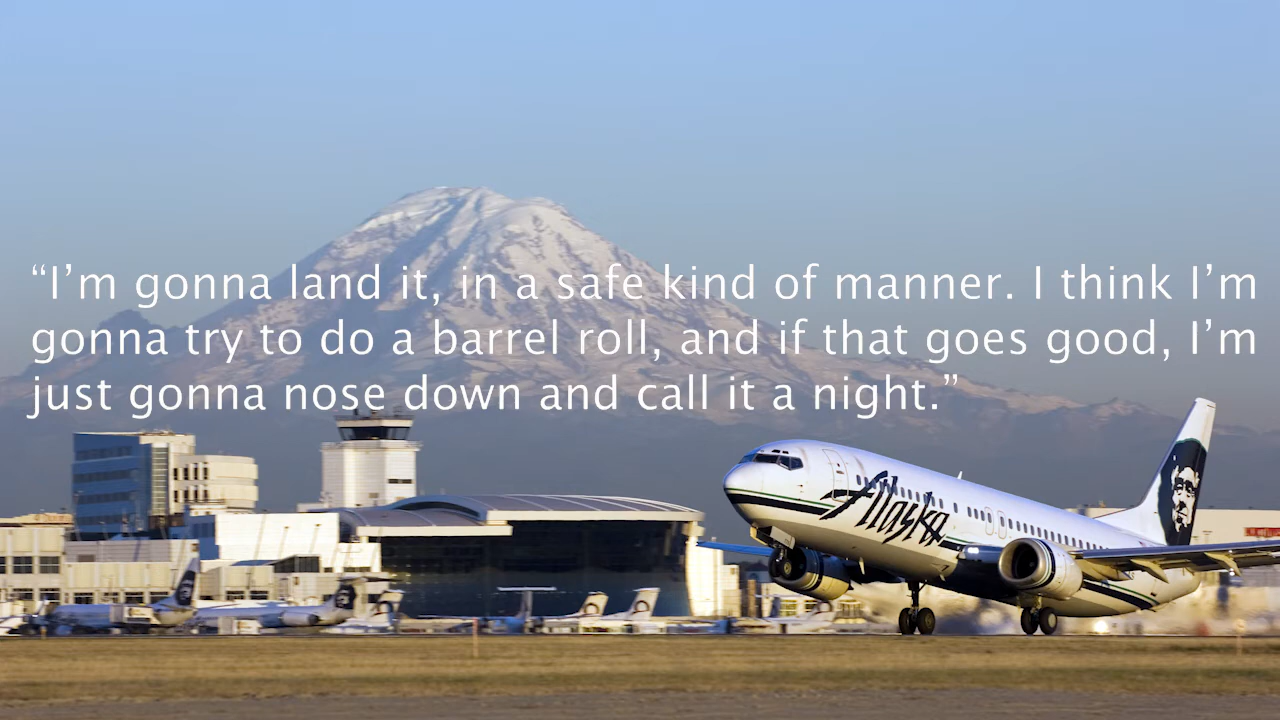 “I’m gonna land it, in a safe kind of manner. I think I’m
gonna try to do a barrel roll, and if that goes good, I’m
just gonna nose down and call it a night.”
Alaska